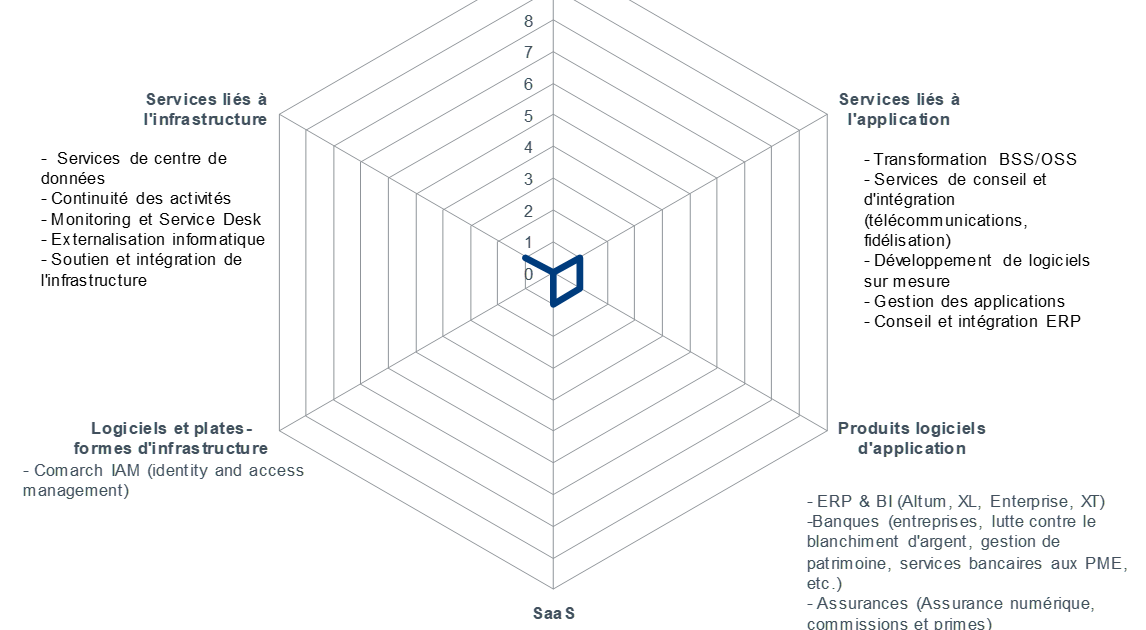 8
7
6
5
4
3
2
1
0
Services liés à
l'infrastructure
- Services de centre de
données
- Continuité des activités
- Monitoring et Service Desk
- Externalisation informatique
- Soutien et intégration de
l'infrastructure
Services liés à
l'application
- Transformation BSS/OSS
- Services de conseil et
d'intégration
(télécommunications,
fidélisation)
- Développement de logiciels
sur mesure
- Gestion des applications
- Conseil et intégration ERP
Logiciels et plates-
formes d'infrastructure
- Comarch IAM (identity and access
management)
Produits logiciels
d'application
- ERP & BI (Altum, XL, Enterprise, XT)
-Banques (entreprises, lutte contre le
blanchiment d'argent, gestion de
patrimoine, services bancaires aux PME,
etc.)
- Assurances (Assurance numérique,
commissions et primes)
SaaS